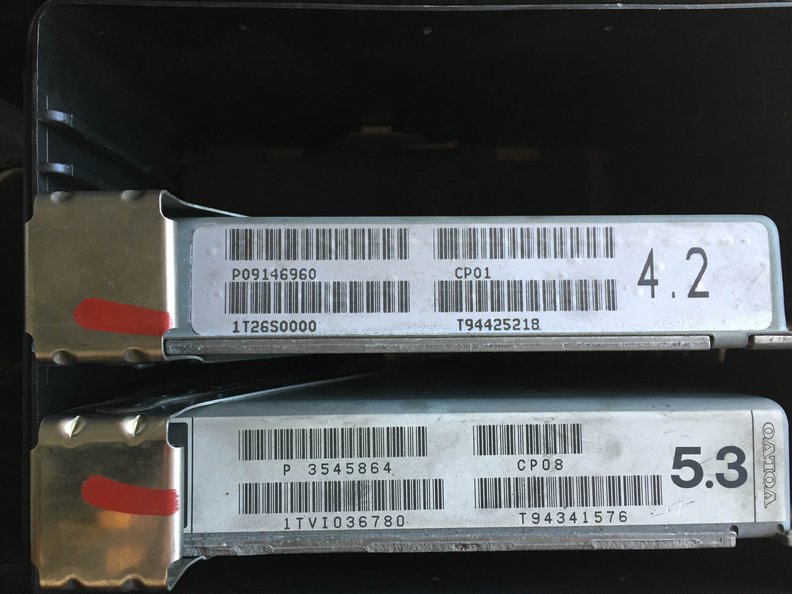 P09146960 CP01
4.2
1T26S0000 T94425218
P 3545864 CP08
5.3
1TVI036780 T94341576
VOLVO